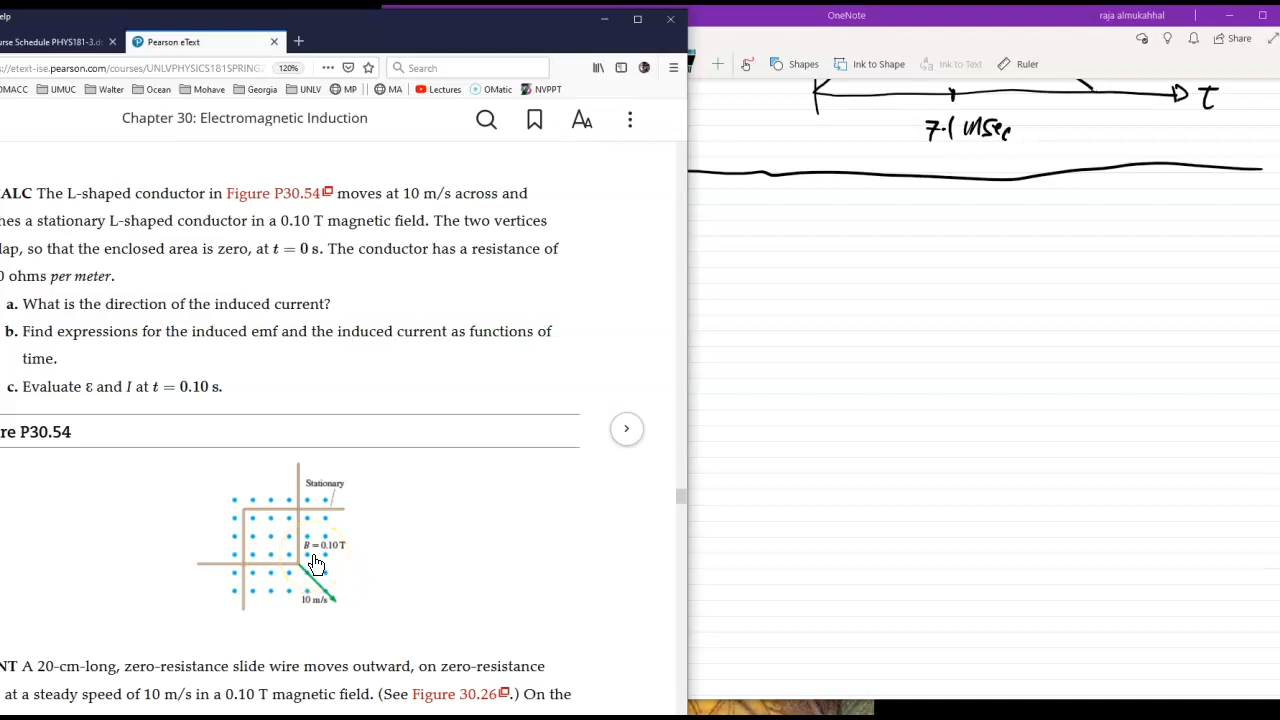 elp
urse Schedule PHYS181-3.d
Pearson eText
OneNote
raja almukahhal
s://etext-ise.pearson.com/courses/UNLVPHYSICS181SPRING
120%
Search
Share
OMACC
UMUC
Walter
Ocean
Mohave
Georgia
UNLV
MP
MA
Lectures
OMatic
NVPPT
Shapes
Ink to Shape
Ink to Text
Ruler
Chapter 30: Electromagnetic Induction
t
7.1 msec
ALC The L-shaped conductor in Figure P30.54 moves at 10 m/s across and
hes a stationary L-shaped conductor in a 0.10 T magnetic field. The two vertices
lap, so that the enclosed area is zero, at t = 0 s. The conductor has a resistance of
0 ohms per meter.
a. What is the direction of the induced current?
b. Find expressions for the induced emf and the induced current as functions of
time.
c. Evaluate ε and I at t = 0.10 s.
re P30.54
Stationary
B = 0.10 T
10 m/s
NT A 20-cm-long, zero-resistance slide wire moves outward, on zero-resistance
at a steady speed of 10 m/s in a 0.10 T magnetic field. (See Figure 30.26.) On the